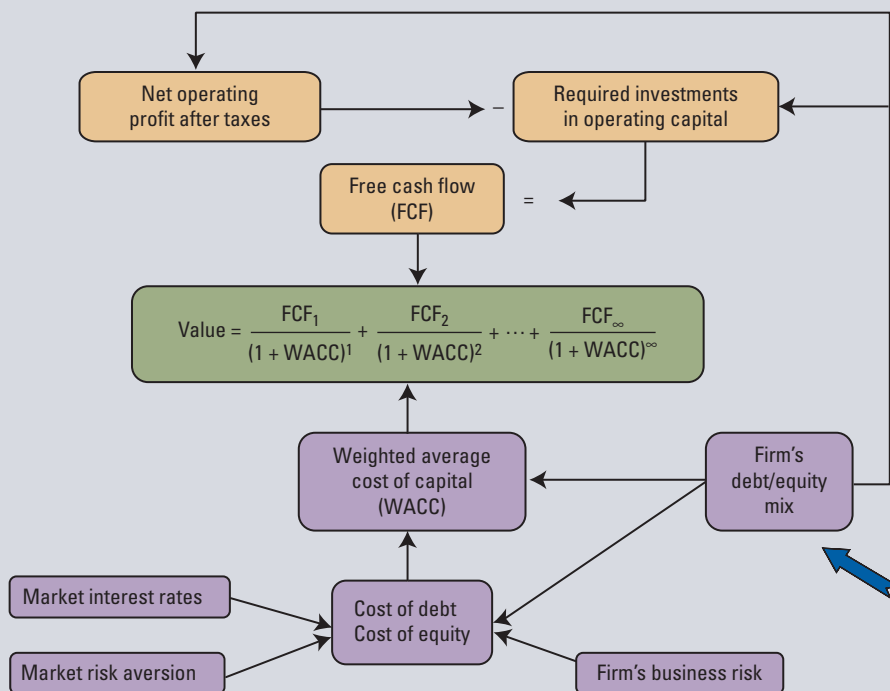 Net operating
profit after taxes
–
Required investments
in operating capital
Free cash flow
(FCF)
=
Value = FCF₁/(1 + WACC)¹ + FCF₂/(1 + WACC)² + ⋯ + FCF∞/(1 + WACC)^∞
Weighted average
cost of capital
(WACC)
Firm's
debt/equity
mix
Market interest rates
Cost of debt
Cost of equity
Market risk aversion
Firm's business risk